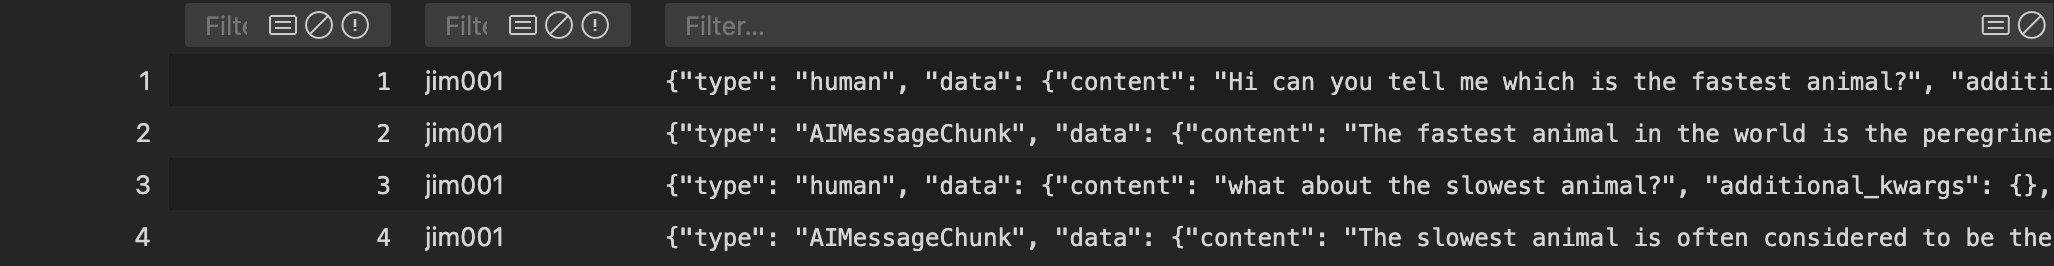 Filte Filte Filter...
1 1 jim001 {"type": "human", "data": {"content": "Hi can you tell me which is the fastest animal?", "additi
2 2 jim001 {"type": "AIMessageChunk", "data": {"content": "The fastest animal in the world is the peregrine
3 3 jim001 {"type": "human", "data": {"content": "what about the slowest animal?", "additional_kwargs": {},
4 4 jim001 {"type": "AIMessageChunk", "data": {"content": "The slowest animal is often considered to be the